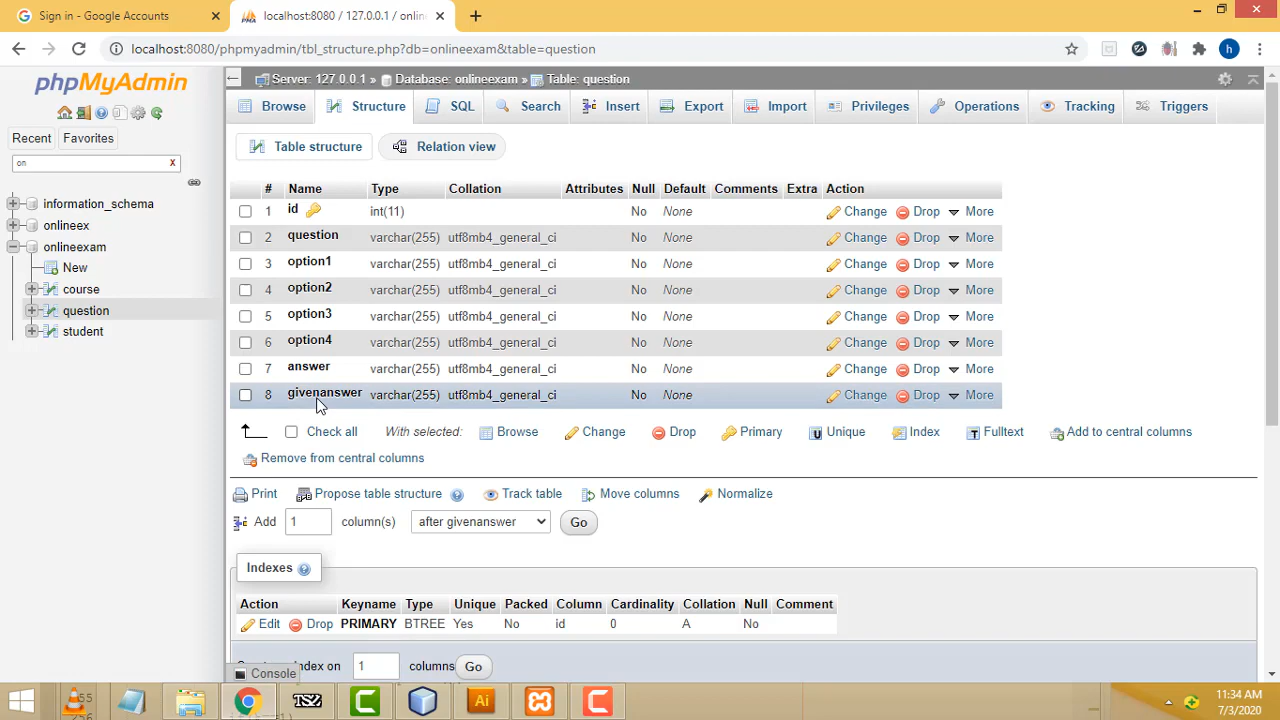 Sign in - Google Accounts
localhost:8080 / 127.0.0.1 / onlin
localhost:8080/phpmyadmin/tbl_structure.php?db=onlineexam&table=question
h
phpMyAdmin
Recent
Favorites
on
X
information_schema
onlineex
onlineexam
New
course
question
student
Server: 127.0.0.1 » Database: onlineexam » Table: question
Browse Structure SQL Search Insert Export Import Privileges Operations Tracking Triggers
Table structure Relation view
# Name Type Collation Attributes Null Default Comments Extra Action
1 id int(11) No None Change Drop More
2 question varchar(255) utf8mb4_general_ci No None Change Drop More
3 option1 varchar(255) utf8mb4_general_ci No None Change Drop More
4 option2 varchar(255) utf8mb4_general_ci No None Change Drop More
5 option3 varchar(255) utf8mb4_general_ci No None Change Drop More
6 option4 varchar(255) utf8mb4_general_ci No None Change Drop More
7 answer varchar(255) utf8mb4_general_ci No None Change Drop More
8 givenanswer varchar(255) utf8mb4_general_ci No None Change Drop More
Check all With selected: Browse Change Drop Primary Unique Index Fulltext Add to central columns
Remove from central columns
Print Propose table structure Track table Move columns Normalize
Add 1 column(s) after givenanswer Go
Indexes
Action Keyname Type Unique Packed Column Cardinality Collation Null Comment
Edit Drop PRIMARY BTREE Yes No id 0 A No
index on 1 columns Go
Console
TS2
Ai
11:34 AM
7/3/2020